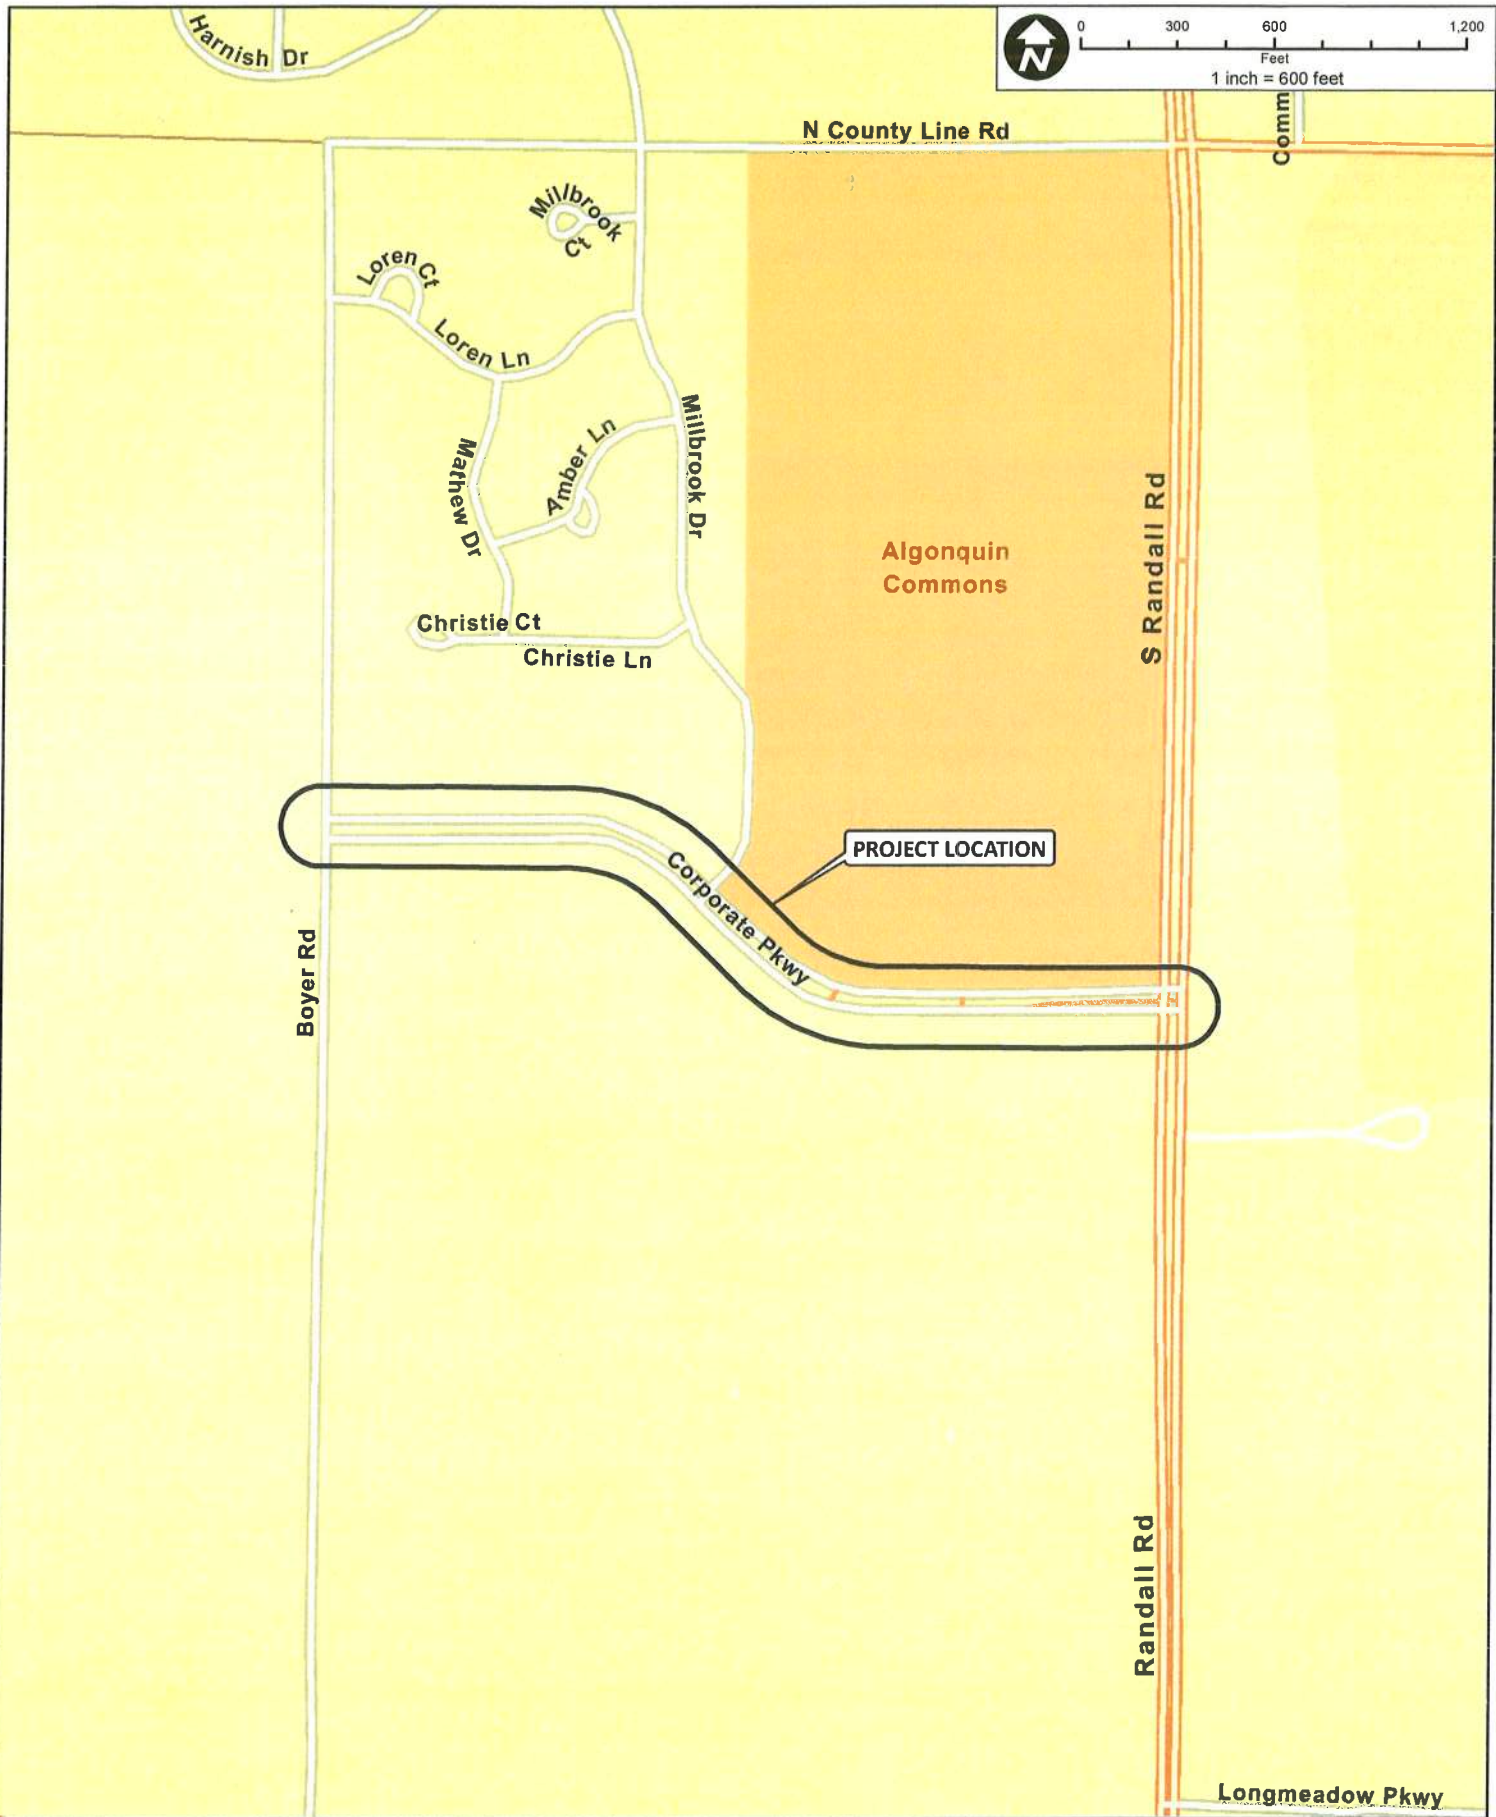 Harnish Dr
N
0 300 600 1,200
Feet
1 inch = 600 feet
N County Line Rd
Comm
Millbrook
Ct
Loren Ct
Loren Ln
Mathew Dr
Amber Ln
Millbrook Dr
Algonquin
Commons
S Randall Rd
Christie Ct
Christie Ln
PROJECT LOCATION
Corporate Pkwy
Boyer Rd
Randall Rd
Longmeadow Pkwy